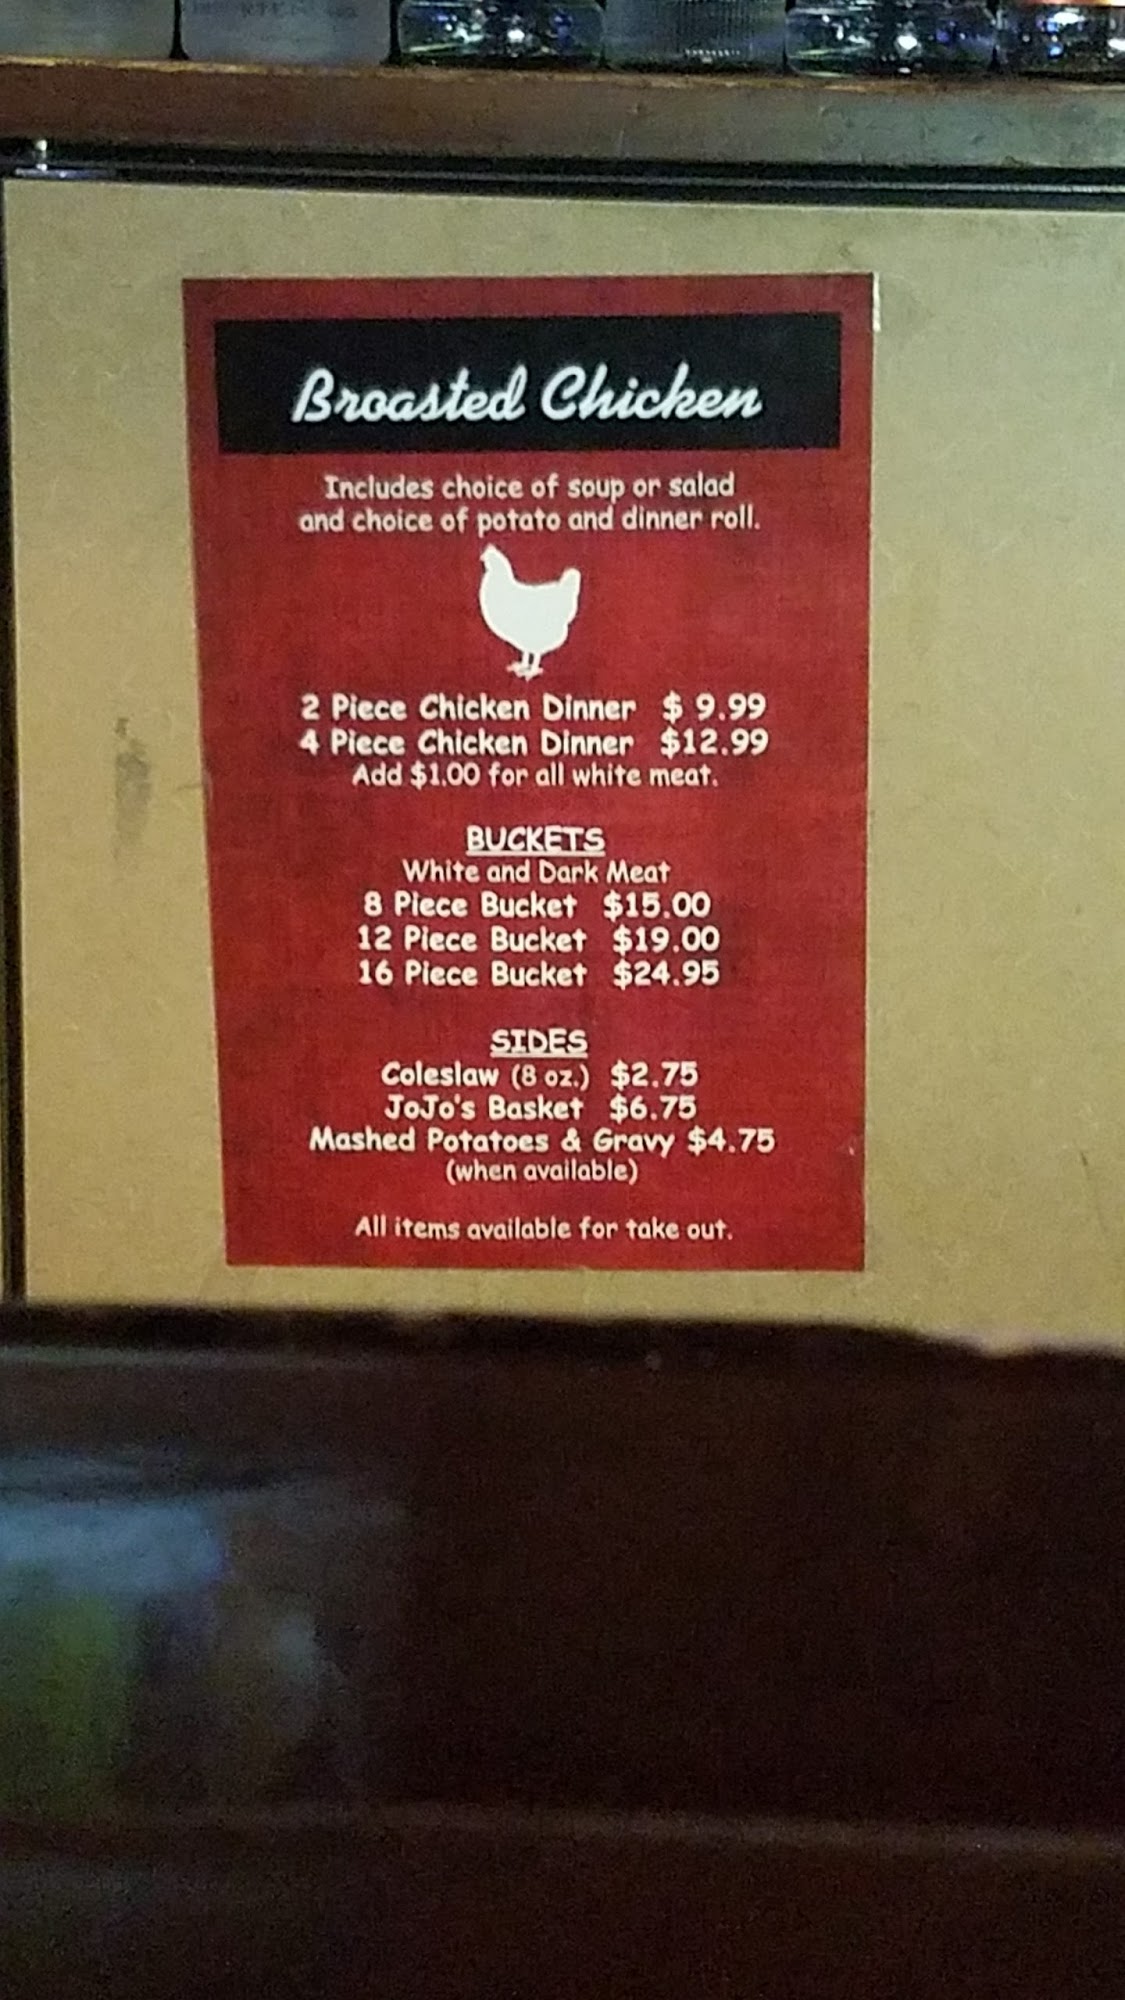 Broasted Chicken
Includes choice of soup or salad
and choice of potato and dinner roll.
2 Piece Chicken Dinner $ 9.99
4 Piece Chicken Dinner $12.99
Add $1.00 for all white meat.
BUCKETS
White and Dark Meat
8 Piece Bucket $15.00
12 Piece Bucket $19.00
16 Piece Bucket $24.95
SIDES
Coleslaw (8 oz.) $2.75
JoJo's Basket $6.75
Mashed Potatoes & Gravy $4.75
(when available)
All items available for take out.